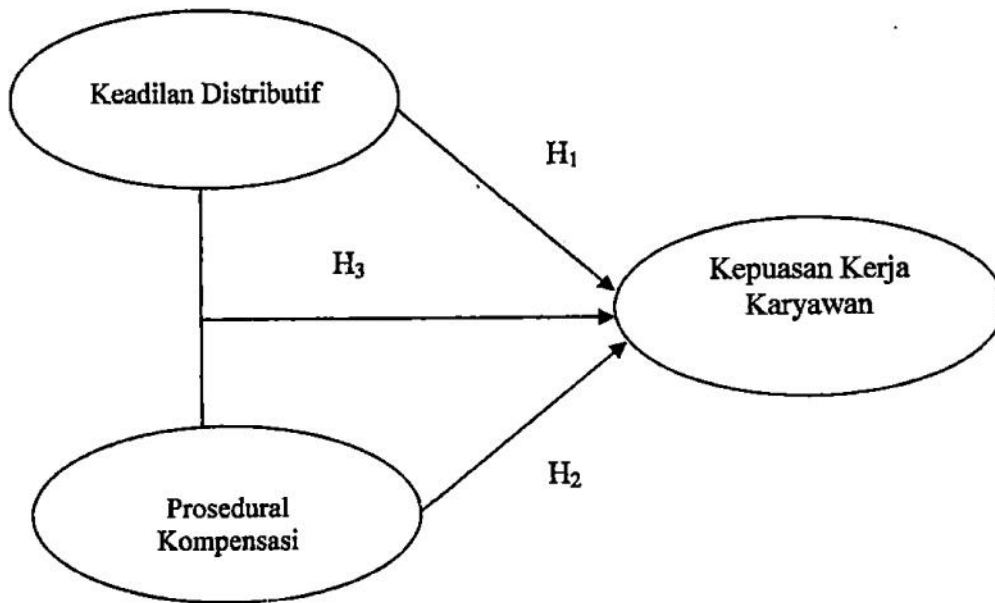 Keadilan Distributif
H₁
H₃
Kepuasan Kerja
Karyawan
H₂
Prosedural
Kompensasi